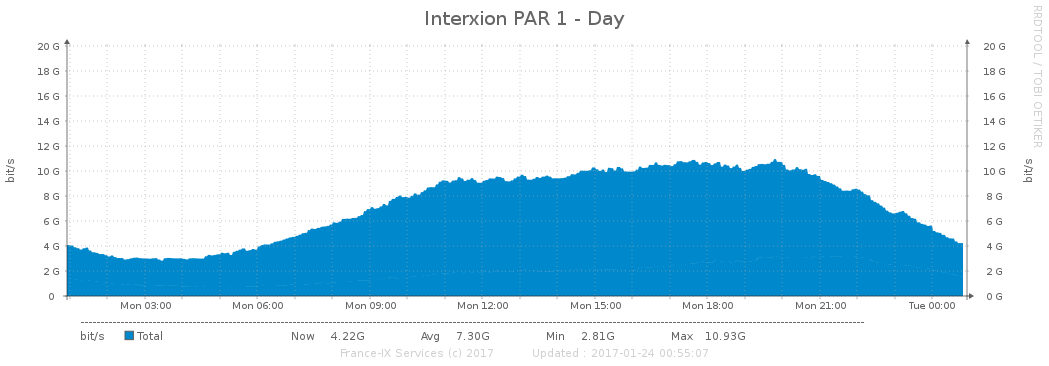 Interxion PAR 1 - Day
RRDTOOL / TOBI OETIKER
bit/s
bit/s
20 G 20 G
18 G 18 G
16 G 16 G
14 G 14 G
12 G 12 G
10 G 10 G
8 G 8 G
6 G 6 G
4 G 4 G
2 G 2 G
0 0 G
Mon 03:00 Mon 06:00 Mon 09:00 Mon 12:00 Mon 15:00 Mon 18:00 Mon 21:00 Tue 00:00
bit/s Total Now 4.22G Avg 7.30G Min 2.81G Max 10.93G
France-IX Services (c) 2017 Updated : 2017-01-24 00:55:07